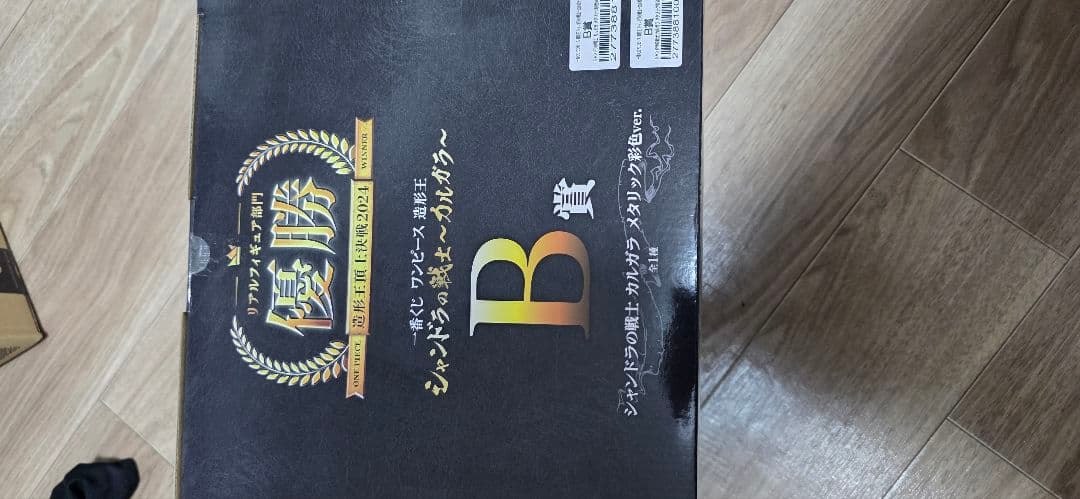 リアルフィギュア部門
優勝
ONE PIECE 造形王頂上決戦2024 WINNER
一番くじ ワンピース 造形王
シャンドラの戦士～カルガラ～
B賞
シャンドラの戦士 カルガラ メタリック彩色ver.
全1種
B賞
B賞